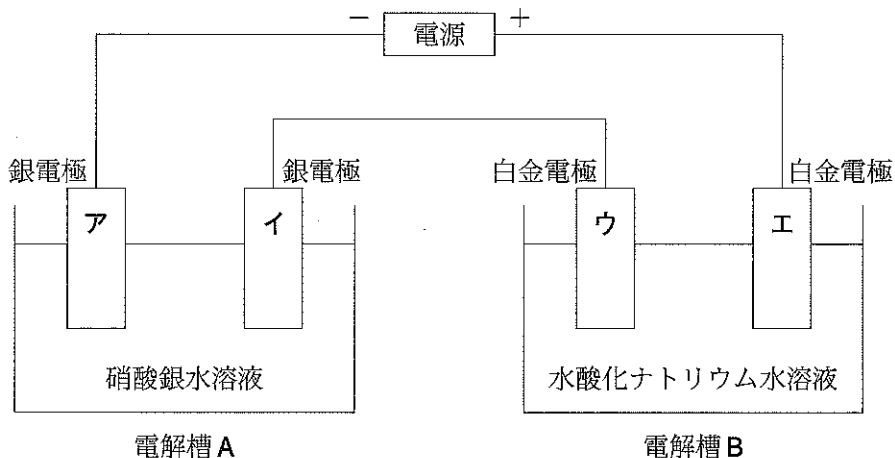 − 電源 +
銀電極 銀電極 白金電極 白金電極
ア イ ウ エ
硝酸銀水溶液 水酸化ナトリウム水溶液
電解槽A 電解槽B